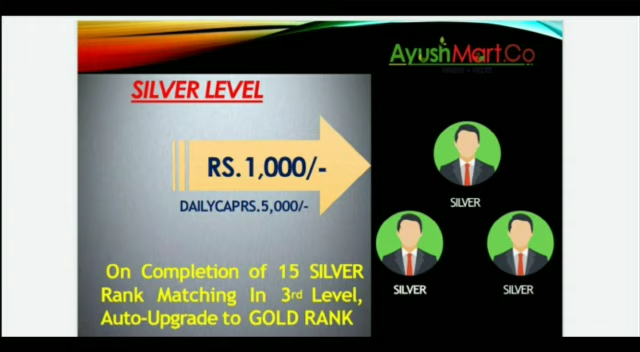 AyushMart.Co
SILVER LEVEL
RS.1,000/-
DAILYCAPRS.5,000/-
SILVER
SILVER
SILVER
On Completion of 15 SILVER
Rank Matching In 3rd Level,
Auto-Upgrade to GOLD RANK